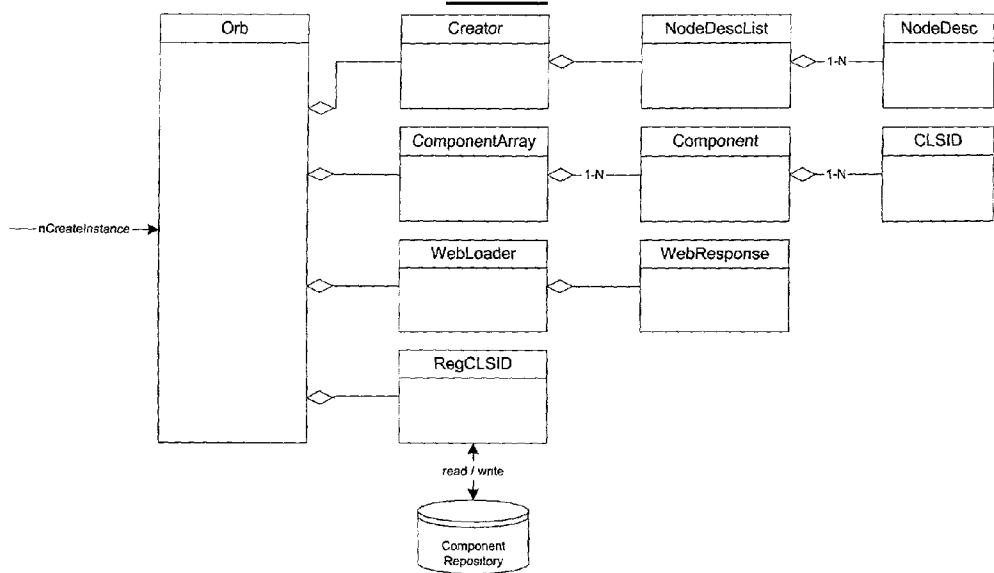 Orb
Creator
NodeDescList
NodeDesc
1-N
ComponentArray
Component
CLSID
1-N
1-N
nCreateInstance
WebLoader
WebResponse
RegCLSID
read / write
Component
Repository